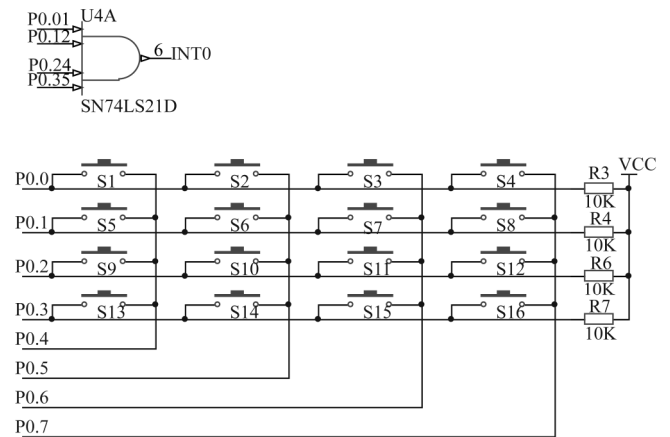 U4A
P0.01
P0.12
6 INT0
P0.24
P0.35
SN74LS21D
VCC
R3
P0.0
S1 S2 S3 S4
10K
R4
P0.1
S5 S6 S7 S8
10K
R6
P0.2
S9 S10 S11 S12
10K
R7
P0.3
S13 S14 S15 S16
10K
P0.4
P0.5
P0.6
P0.7